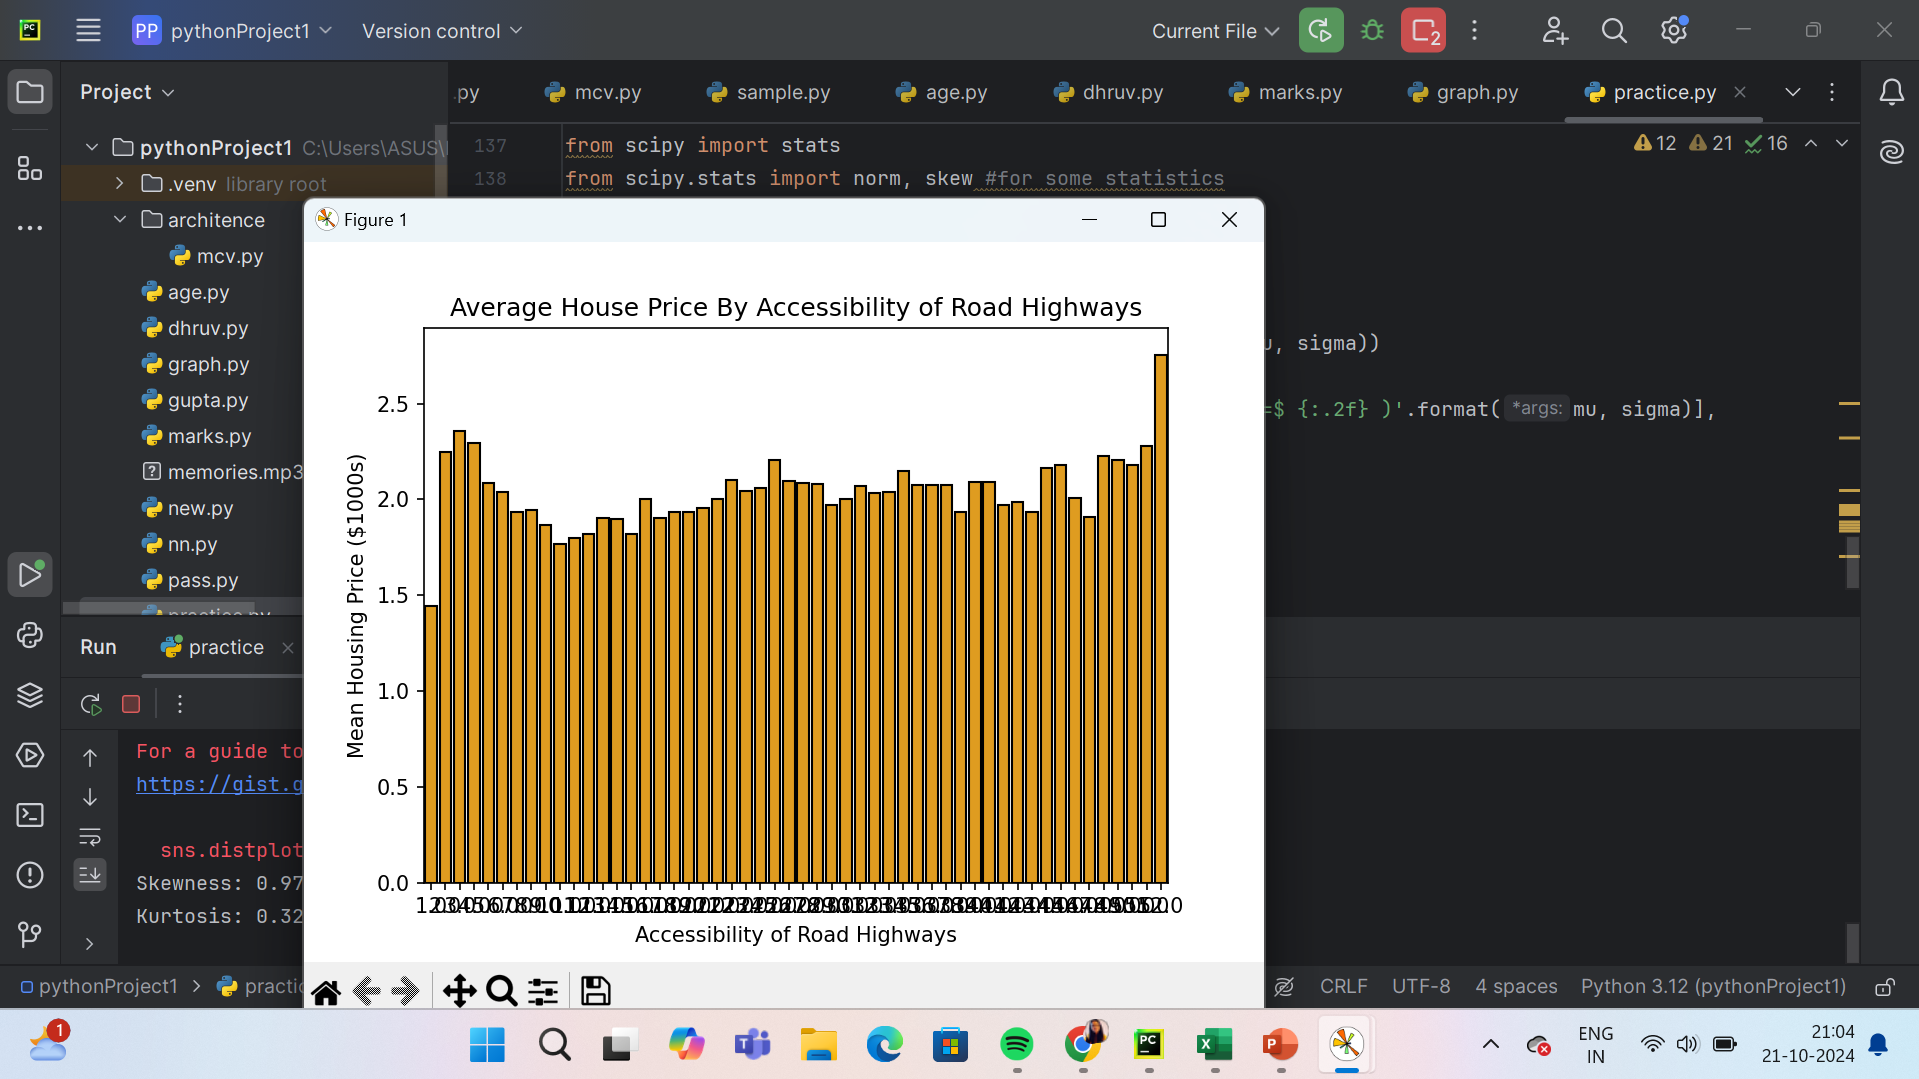 PC
PP pythonProject1
Version control
Current File
2
Project
.py
mcv.py
sample.py
age.py
dhruv.py
marks.py
graph.py
practice.py
pythonProject1 C:\Users\ASUS\
.venv library root
architence
mcv.py
age.py
dhruv.py
graph.py
gupta.py
marks.py
memories.mp3
new.py
nn.py
pass.py
practice.py
137 from scipy import stats
138 from scipy.stats import norm, skew #for some statistics
12 21 16
, sigma))
=$ {:.2f} )'.format( *args: mu, sigma)],
Figure 1
Average House Price By Accessibility of Road Highways
Mean Housing Price ($1000s)
2.5
2.0
1.5
1.0
0.5
0.0
Accessibility of Road Highways
Run
practice
For a guide to
https://gist.g
sns.distplot
Skewness: 0.97
Kurtosis: 0.32
pythonProject1 > practic
CRLF UTF-8 4 spaces Python 3.12 (pythonProject1)
1
T
PC
X
P
ENG
IN
21:04
21-10-2024